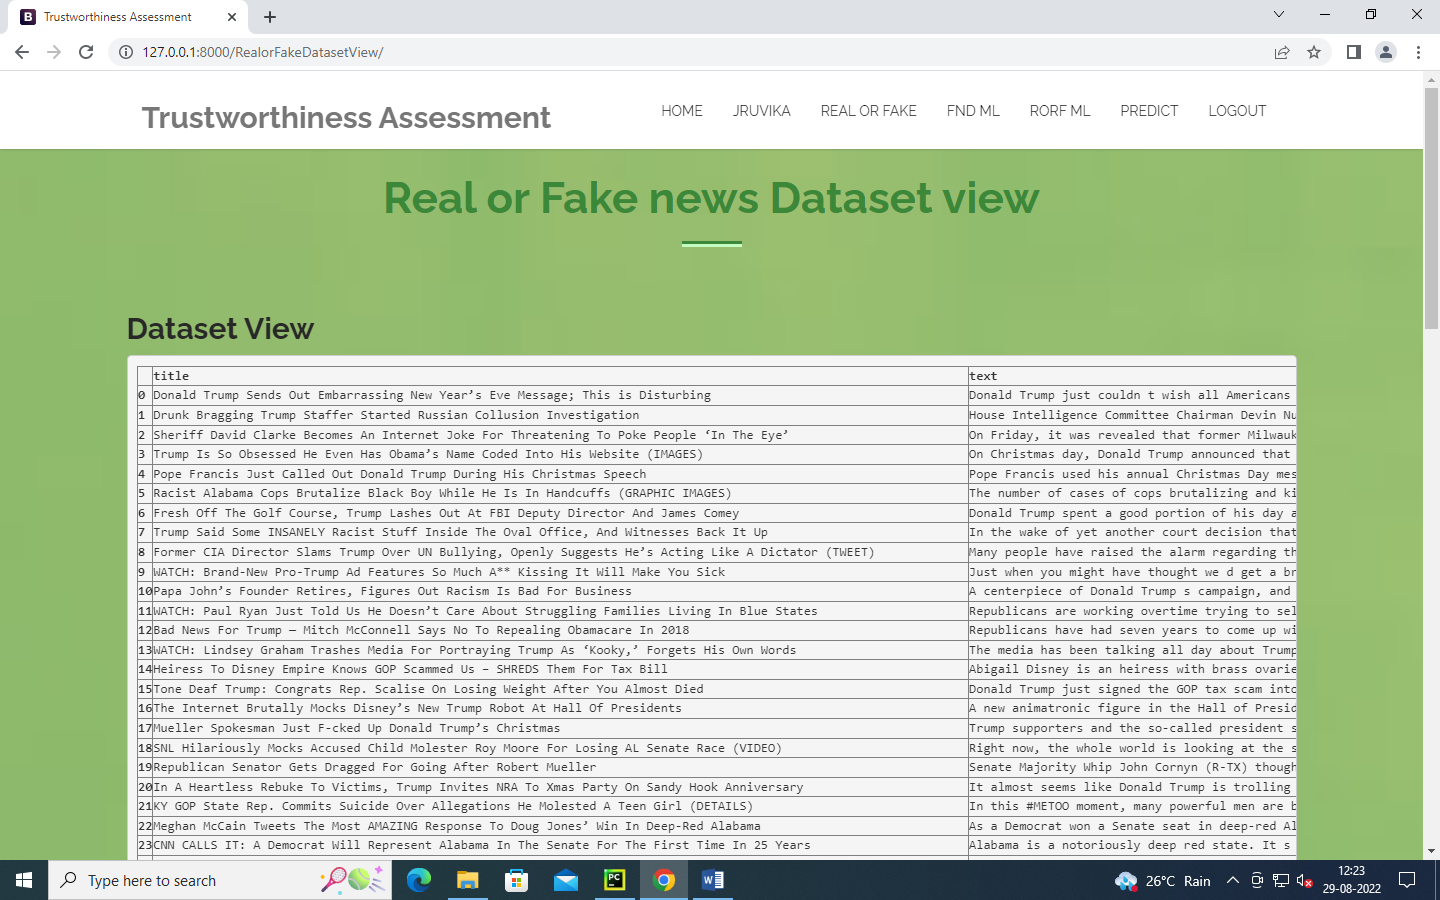 Trustworthiness Assessment
127.0.0.1:8000/RealorFakeDatasetView/
Trustworthiness Assessment
HOME JRUVIKA REAL OR FAKE FND ML RORF ML PREDICT LOGOUT
Real or Fake news Dataset view
Dataset View
title text
0 Donald Trump Sends Out Embarrassing New Year’s Eve Message; This is Disturbing Donald Trump just couldn t wish all Americans
1 Drunk Bragging Trump Staffer Started Russian Collusion Investigation House Intelligence Committee Chairman Devin Nu
2 Sheriff David Clarke Becomes An Internet Joke For Threatening To Poke People ‘In The Eye’ On Friday, it was revealed that former Milwauk
3 Trump Is So Obsessed He Even Has Obama’s Name Coded Into His Website (IMAGES) On Christmas day, Donald Trump announced that
4 Pope Francis Just Called Out Donald Trump During His Christmas Speech Pope Francis used his annual Christmas Day mes
5 Racist Alabama Cops Brutalize Black Boy While He Is In Handcuffs (GRAPHIC IMAGES) The number of cases of cops brutalizing and ki
6 Fresh Off The Golf Course, Trump Lashes Out At FBI Deputy Director And James Comey Donald Trump spent a good portion of his day a
7 Trump Said Some INSANELY Racist Stuff Inside The Oval Office, And Witnesses Back It Up In the wake of yet another court decision that
8 Former CIA Director Slams Trump Over UN Bullying, Openly Suggests He’s Acting Like A Dictator (TWEET) Many people have raised the alarm regarding th
9 WATCH: Brand-New Pro-Trump Ad Features So Much A** Kissing It Will Make You Sick Just when you might have thought we d get a br
10 Papa John’s Founder Retires, Figures Out Racism Is Bad For Business A centerpiece of Donald Trump s campaign, and
11 WATCH: Paul Ryan Just Told Us He Doesn’t Care About Struggling Families Living In Blue States Republicans are working overtime trying to sel
12 Bad News For Trump — Mitch McConnell Says No To Repealing Obamacare In 2018 Republicans have had seven years to come up wi
13 WATCH: Lindsey Graham Trashes Media For Portraying Trump As ‘Kooky,’ Forgets His Own Words The media has been talking all day about Trump
14 Heiress To Disney Empire Knows GOP Scammed Us – SHREDS Them For Tax Bill Abigail Disney is an heiress with brass ovarie
15 Tone Deaf Trump: Congrats Rep. Scalise On Losing Weight After You Almost Died Donald Trump just signed the GOP tax scam into
16 The Internet Brutally Mocks Disney’s New Trump Robot At Hall Of Presidents A new animatronic figure in the Hall of Presid
17 Mueller Spokesman Just F-cked Up Donald Trump’s Christmas Trump supporters and the so-called president s
18 SNL Hilariously Mocks Accused Child Molester Roy Moore For Losing AL Senate Race (VIDEO) Right now, the whole world is looking at the s
19 Republican Senator Gets Dragged For Going After Robert Mueller Senate Majority Whip John Cornyn (R-TX) though
20 In A Heartless Rebuke To Victims, Trump Invites NRA To Xmas Party On Sandy Hook Anniversary It almost seems like Donald Trump is trolling
21 KY GOP State Rep. Commits Suicide Over Allegations He Molested A Teen Girl (DETAILS) In this #METOO moment, many powerful men are b
22 Meghan McCain Tweets The Most AMAZING Response To Doug Jones’ Win In Deep-Red Alabama As a Democrat won a Senate seat in deep-red Al
23 CNN CALLS IT: A Democrat Will Represent Alabama In The Senate For The First Time In 25 Years Alabama is a notoriously deep red state. It s
Type here to search
26°C Rain
12:23
29-08-2022